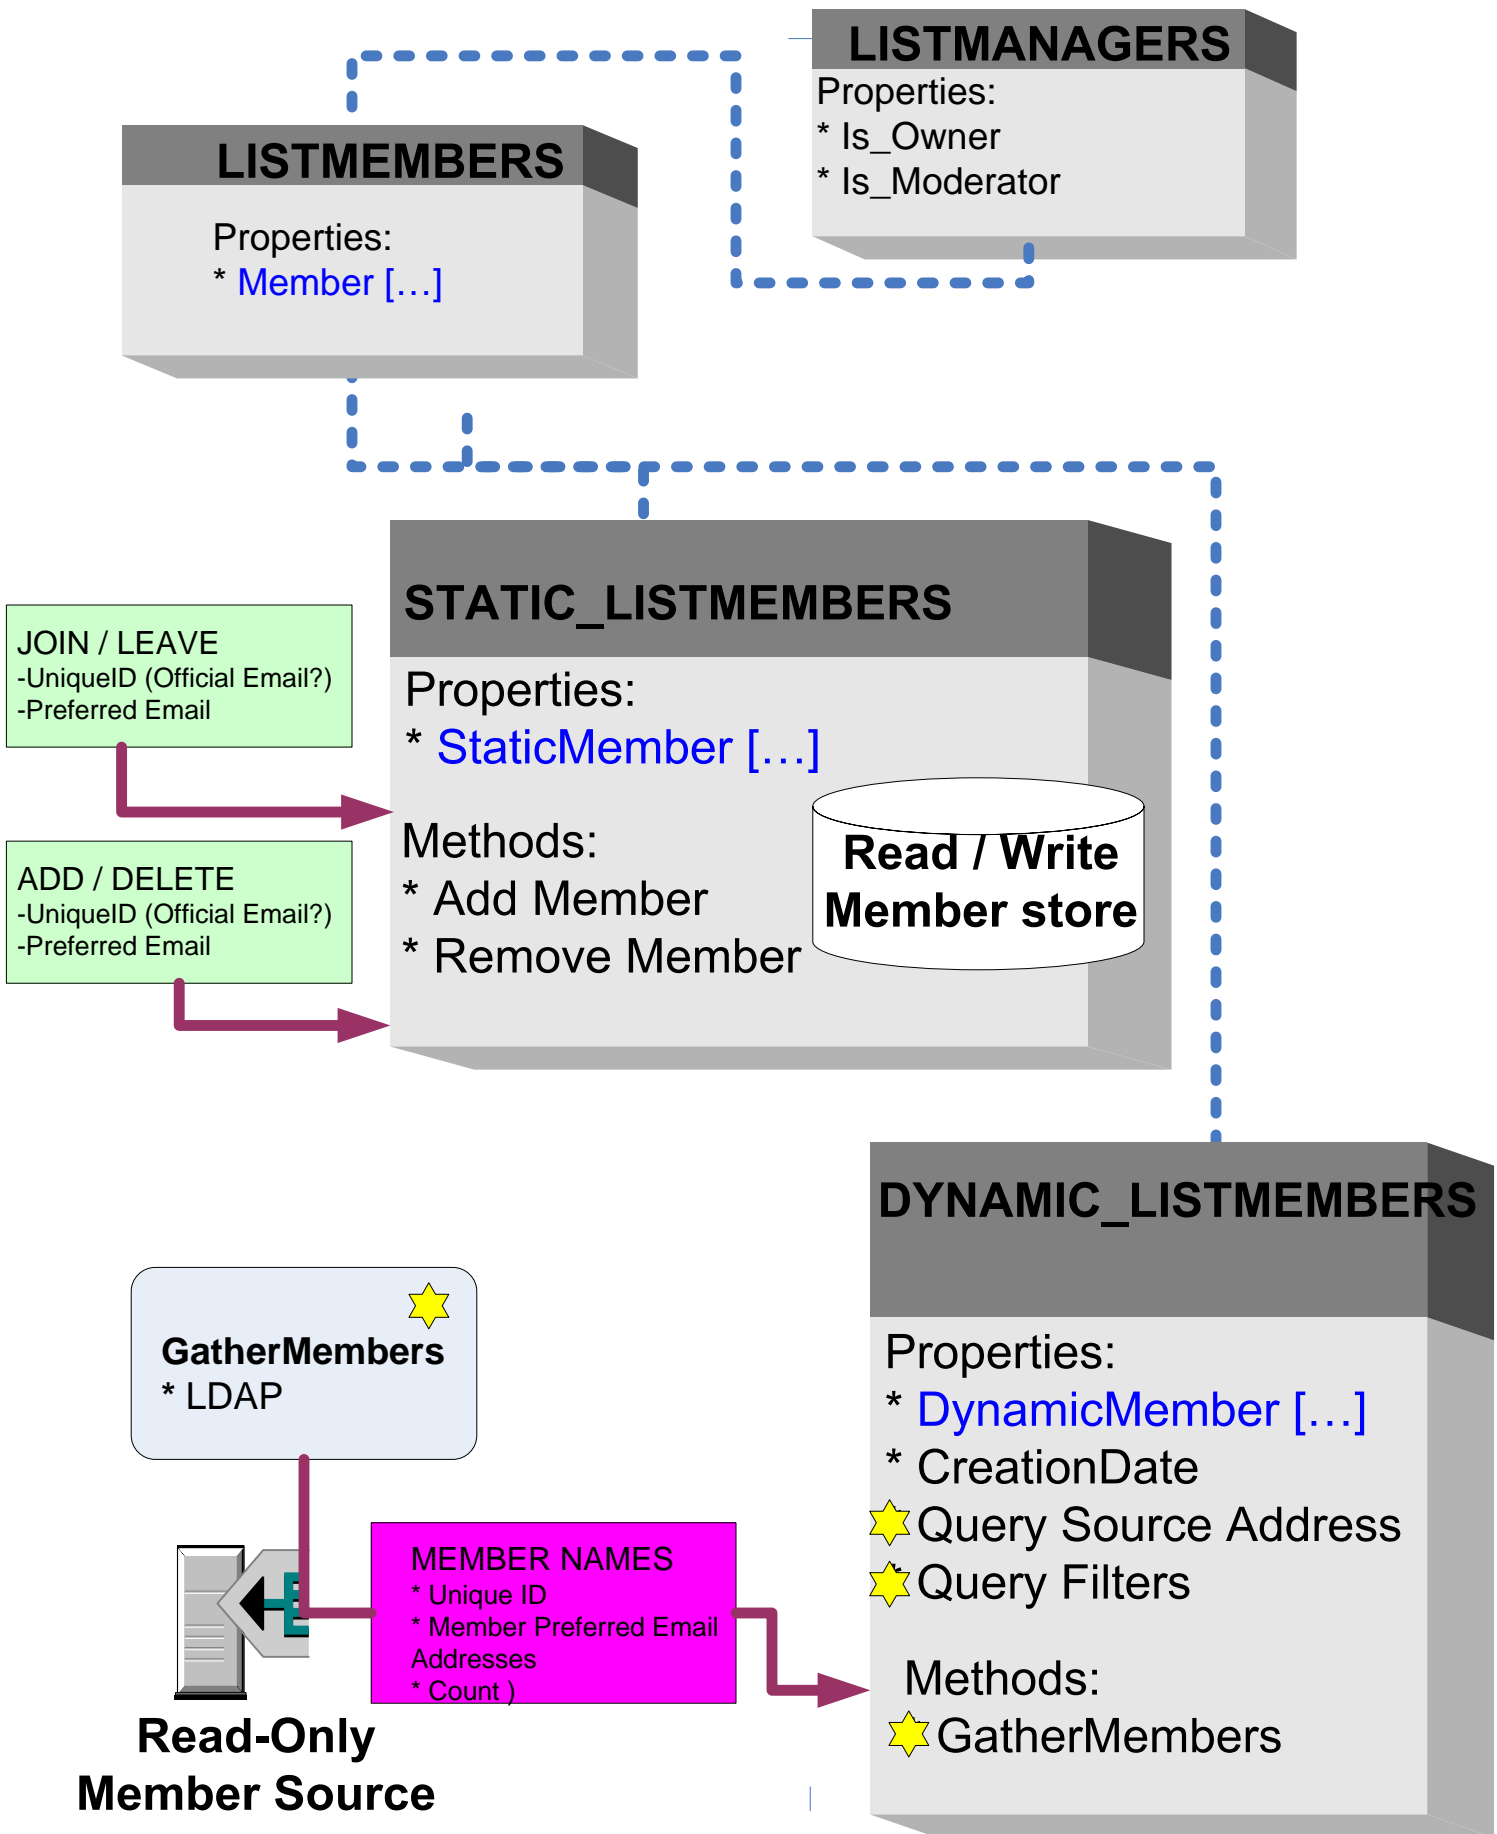 LISTMANAGERS
Properties:
* Is_Owner
* Is_Moderator
LISTMEMBERS
Properties:
* Member […]
STATIC_LISTMEMBERS
Properties:
* StaticMember […]
Methods:
* Add Member
* Remove Member
Read / Write
Member store
JOIN / LEAVE
-UniqueID (Official Email?)
-Preferred Email
ADD / DELETE
-UniqueID (Official Email?)
-Preferred Email
DYNAMIC_LISTMEMBERS
Properties:
* DynamicMember […]
* CreationDate
Query Source Address
Query Filters
Methods:
GatherMembers
GatherMembers
* LDAP
MEMBER NAMES
* Unique ID
* Member Preferred Email
Addresses
* Count )
Read-Only
Member Source